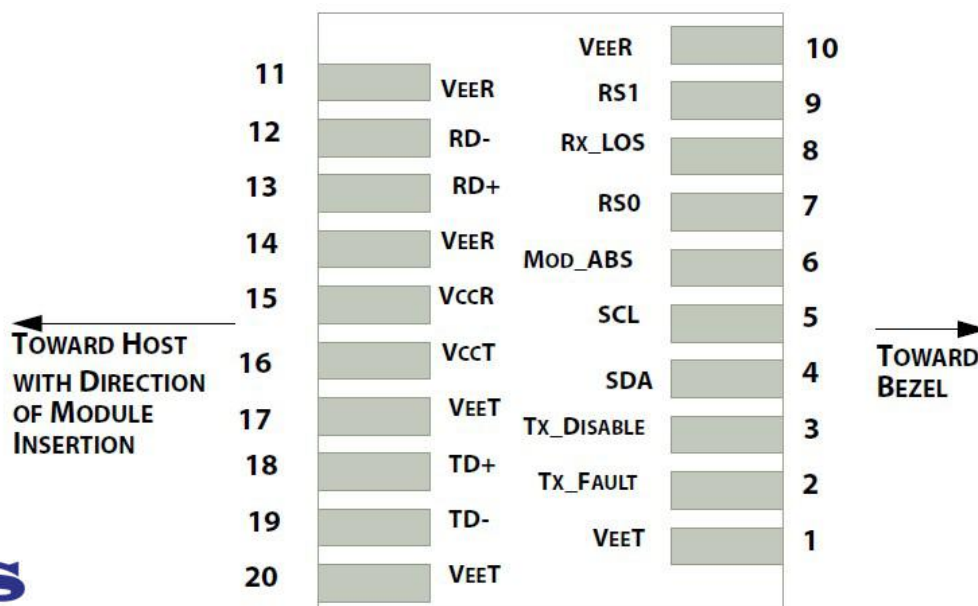 11 VEER
12 RD-
13 RD+
14 VEER
15 VCCR
16 VCCT
17 VEET
18 TD+
19 TD-
20 VEET
TOWARD HOST
WITH DIRECTION
OF MODULE
INSERTION
VEER 10
RS1 9
RX_LOS 8
RS0 7
MOD_ABS 6
SCL 5
SDA 4
TX_DISABLE 3
TX_FAULT 2
VEET 1
TOWARD
BEZEL
s